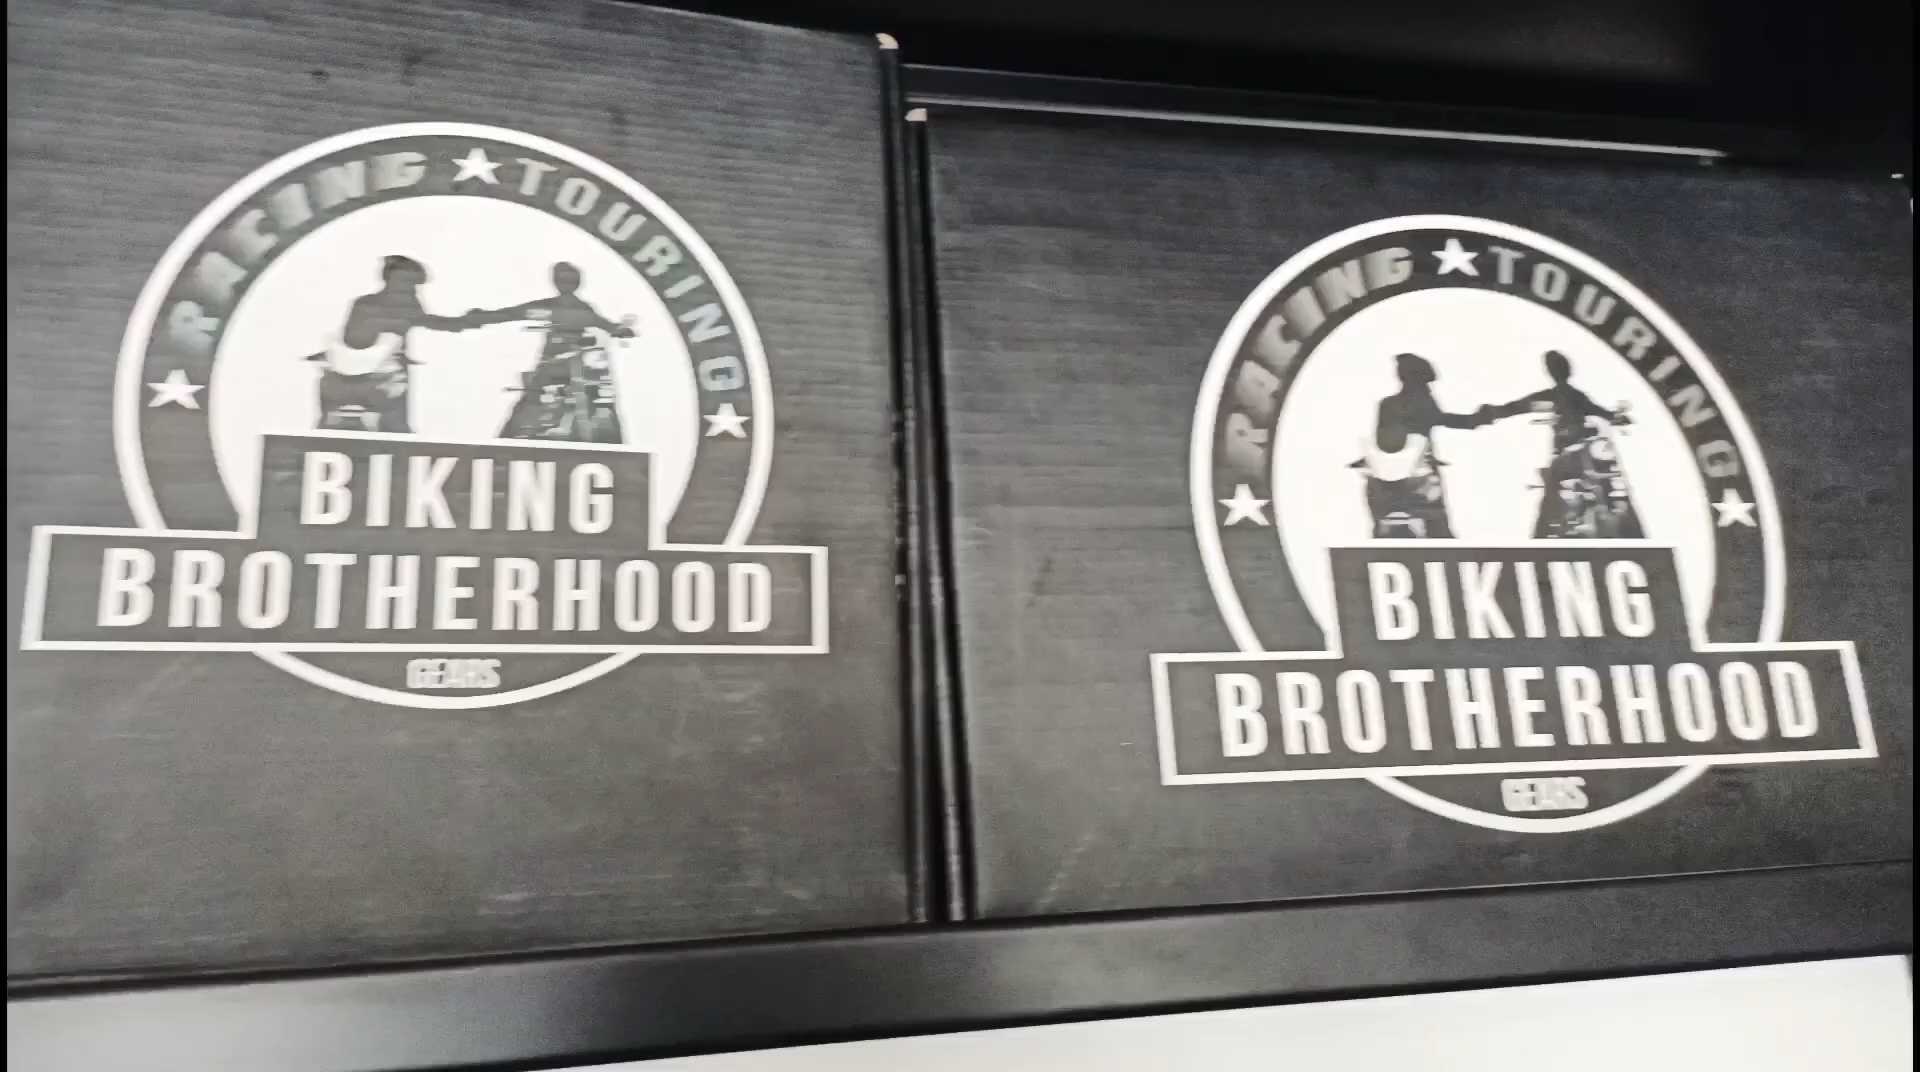 RACING ★ TOURING
BIKING
BROTHERHOOD
GEARS
RACING ★ TOURING
BIKING
BROTHERHOOD
GEARS